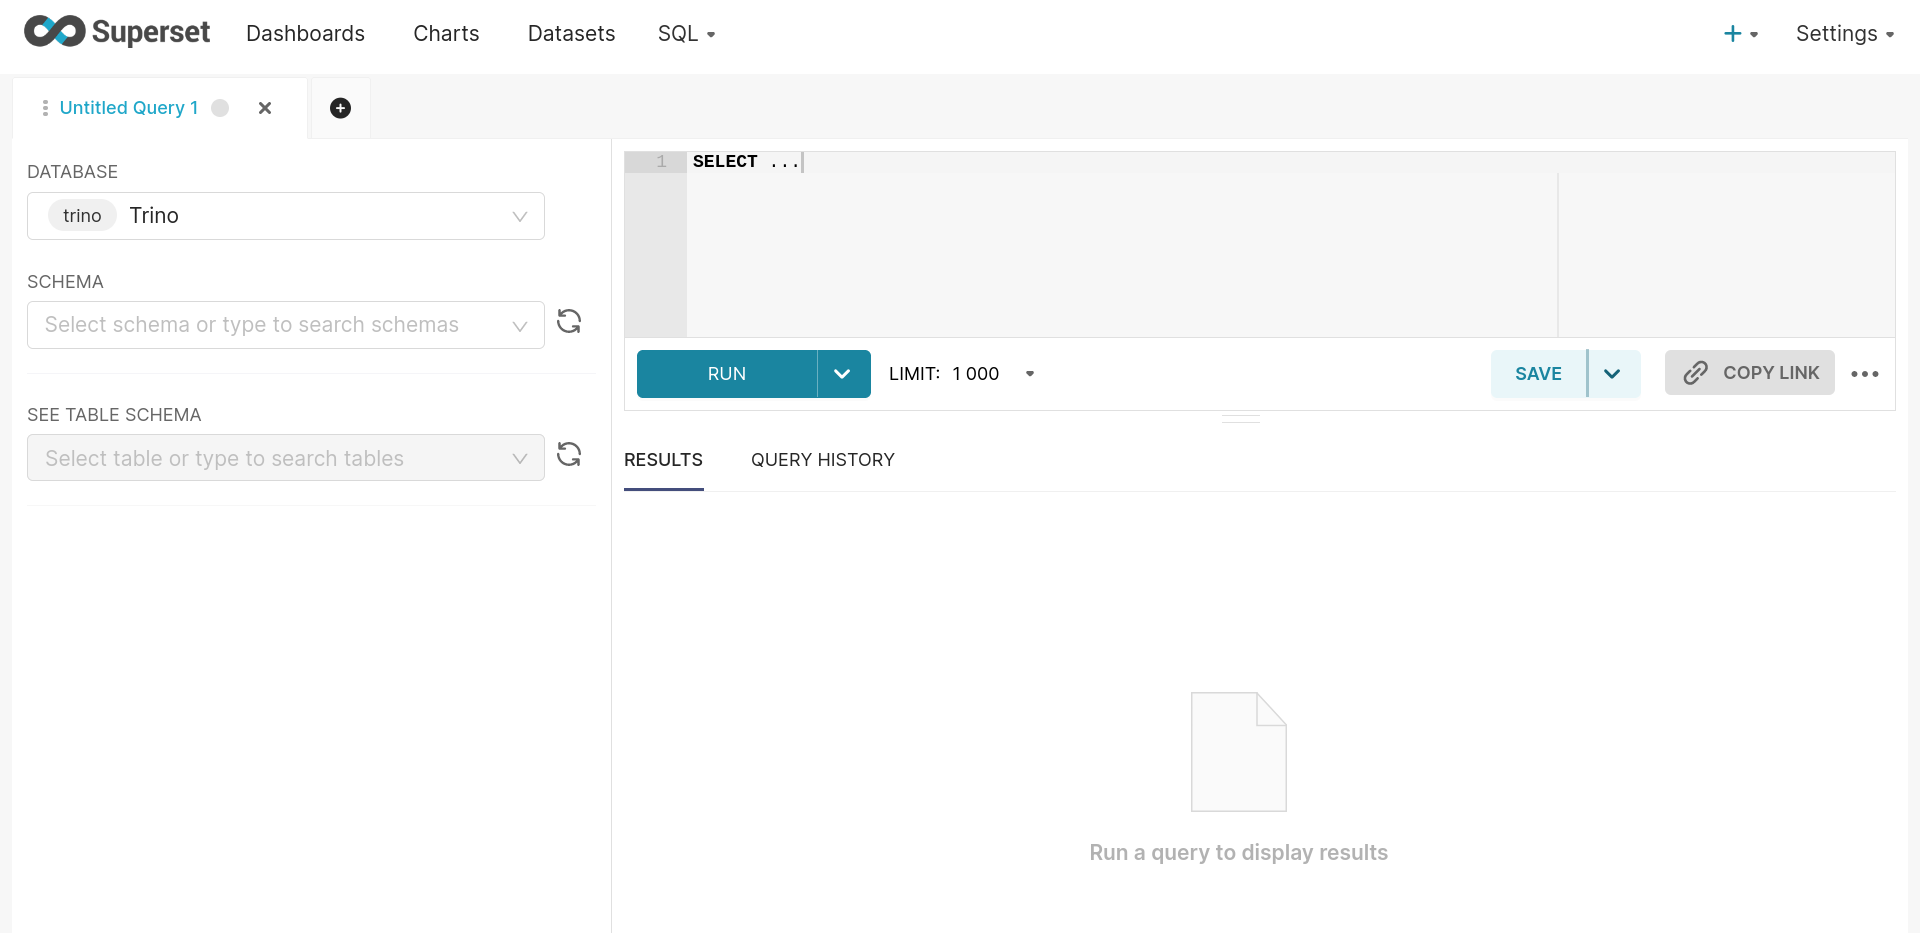 Superset Dashboards Charts Datasets SQL + Settings
Untitled Query 1
DATABASE
trino Trino
SCHEMA
Select schema or type to search schemas
SEE TABLE SCHEMA
Select table or type to search tables
1 SELECT ...
RUN LIMIT: 1 000 SAVE COPY LINK
RESULTS QUERY HISTORY
Run a query to display results